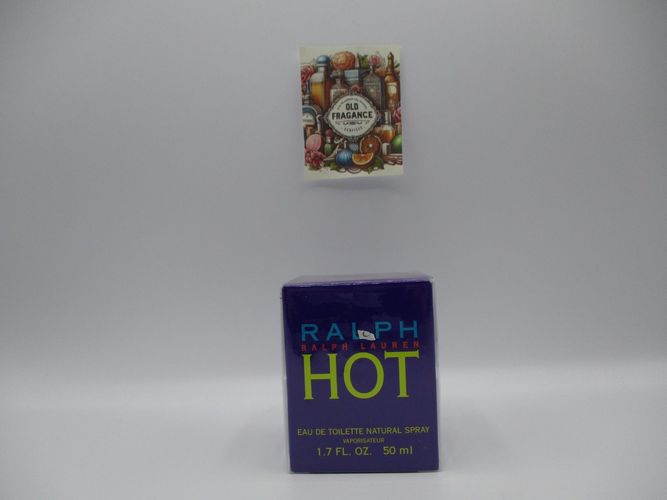 OLD
FRAGANCE
RALPH
RALPH LAUREN
HOT
EAU DE TOILETTE NATURAL SPRAY
VAPORISATEUR
1.7 FL. OZ. 50 ml